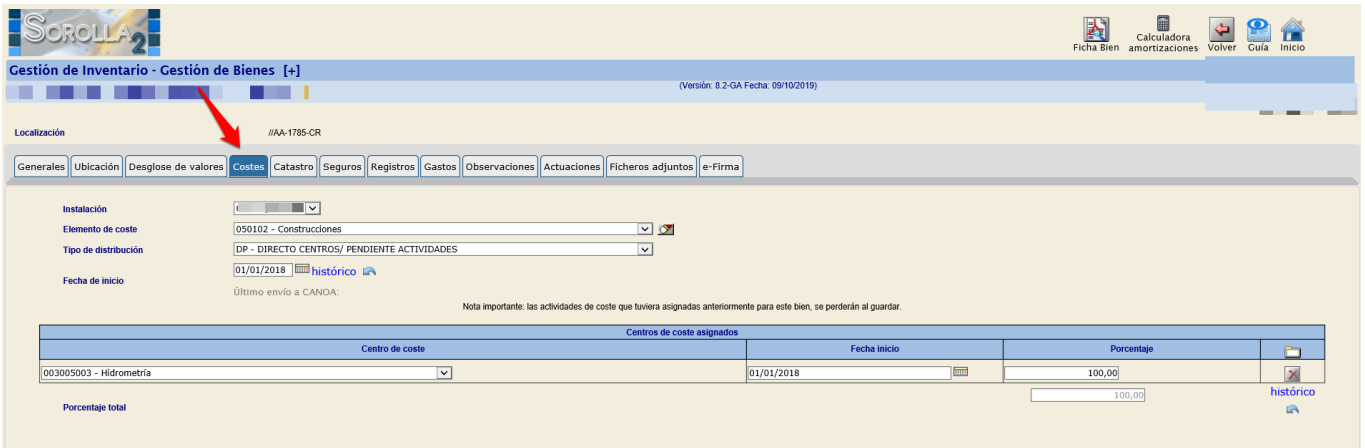 SOROLLA2
Ficha Bien
Calculadora amortizaciones
Volver
Guía
Inicio
Gestión de Inventario - Gestión de Bienes [+]
(Versión: 8.2-GA Fecha: 09/10/2019)
Localización //AA-1785-CR
Generales Ubicación Desglose de valores Costes Catastro Seguros Registros Gastos Observaciones Actuaciones Ficheros adjuntos e-Firma
Instalación
Elemento de coste 050102 - Construcciones
Tipo de distribución DP - DIRECTO CENTROS/ PENDIENTE ACTIVIDADES
Fecha de inicio 01/01/2018 histórico
Último envío a CANOA:
Nota importante: las actividades de coste que tuviera asignadas anteriormente para este bien, se perderán al guardar.
Centros de coste asignados
Centro de coste Fecha inicio Porcentaje
003005003 - Hidrometría 01/01/2018 100,00
Porcentaje total 100,00 histórico